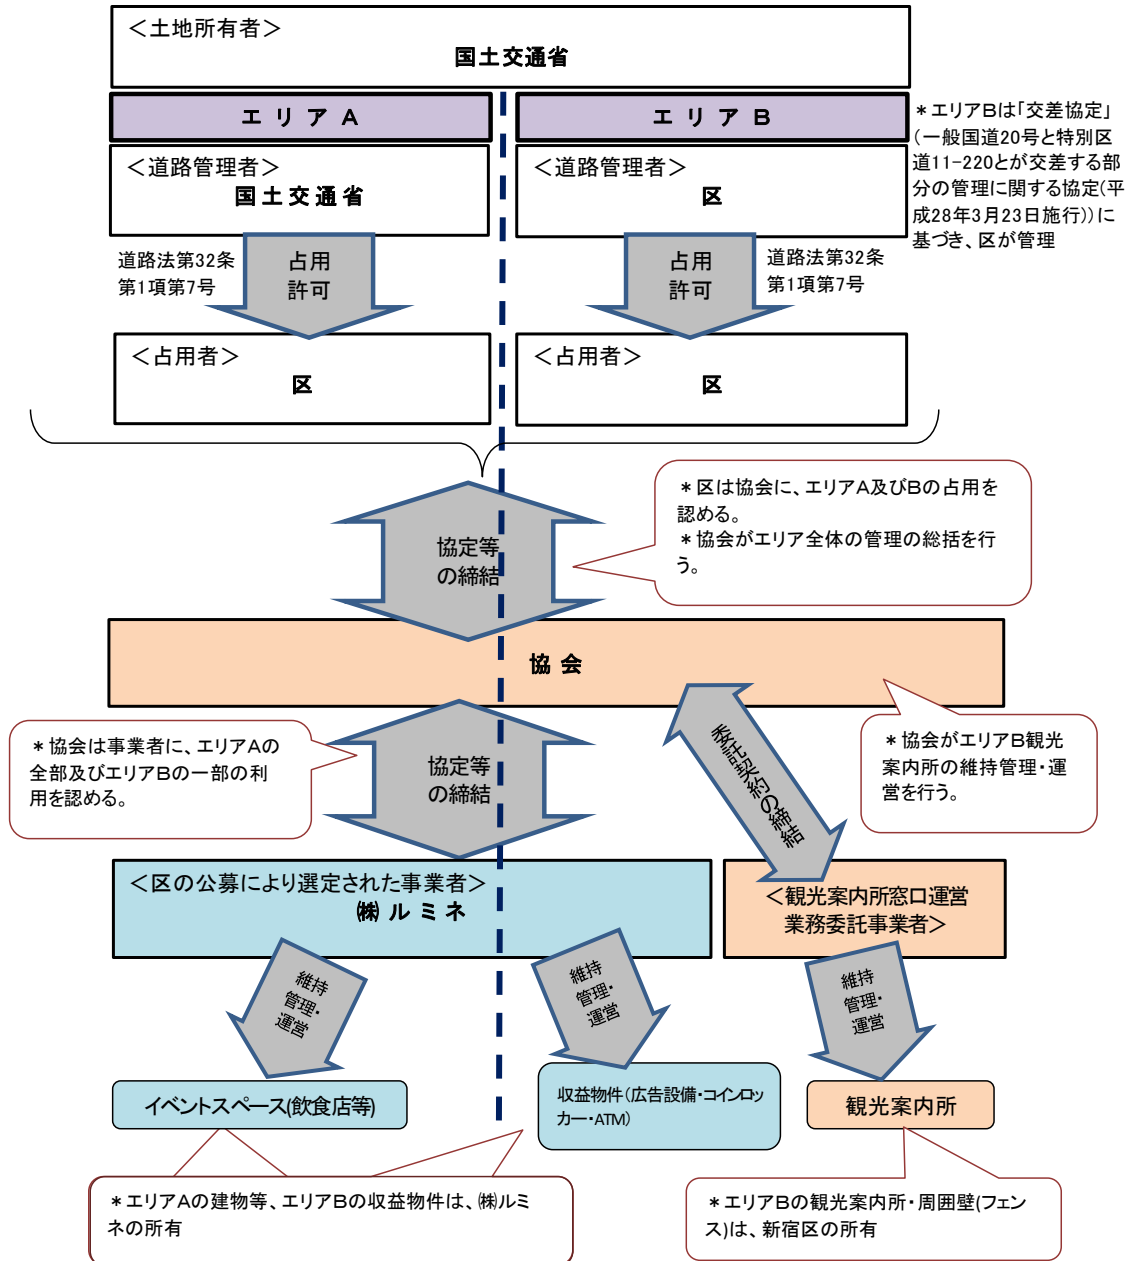 ＜土地所有者＞
国土交通省
エリアA
エリアB
＊エリアBは「交差協定」
（一般国道20号と特別区
道11-220とが交差する部
分の管理に関する協定(平
成28年3月23日施行)）に
基づき、区が管理
＜道路管理者＞
国土交通省
＜道路管理者＞
区
道路法第32条
第1項第7号
占用
許可
占用
許可
道路法第32条
第1項第7号
＜占用者＞
区
＜占用者＞
区
協定等
の締結
＊区は協会に、エリアA及びBの占用を
認める。
＊協会がエリア全体の管理の総括を行
う。
協会
＊協会は事業者に、エリアAの
全部及びエリアBの一部の利
用を認める。
協定等
の締結
委託契約の締結
＊協会がエリアB観光
案内所の維持管理・運
営を行う。
＜区の公募により選定された事業者＞
㈱ルミネ
＜観光案内所窓口運営
業務委託事業者＞
維持
管理・
運営
維持
管理・
運営
維持
管理・
運営
イベントスペース(飲食店等)
収益物件(広告設備・コインロッ
カー・ATM)
観光案内所
＊エリアAの建物等、エリアBの収益物件は、㈱ルミ
ネの所有
＊エリアBの観光案内所・周囲壁(フェン
ス)は、新宿区の所有